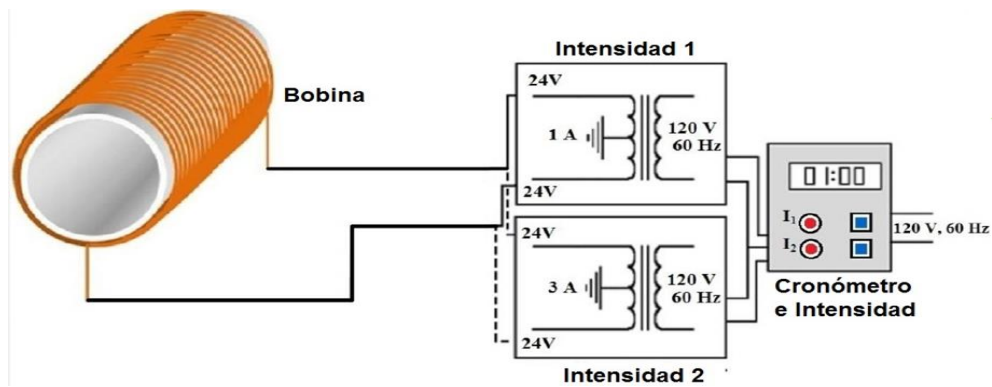 Intensidad 1
Bobina
24V
1 A
120 V
60 Hz
24V
24V
3 A
120 V
60 Hz
24V
Intensidad 2
01:00
I1
I2
120 V, 60 Hz
Cronómetro
e Intensidad